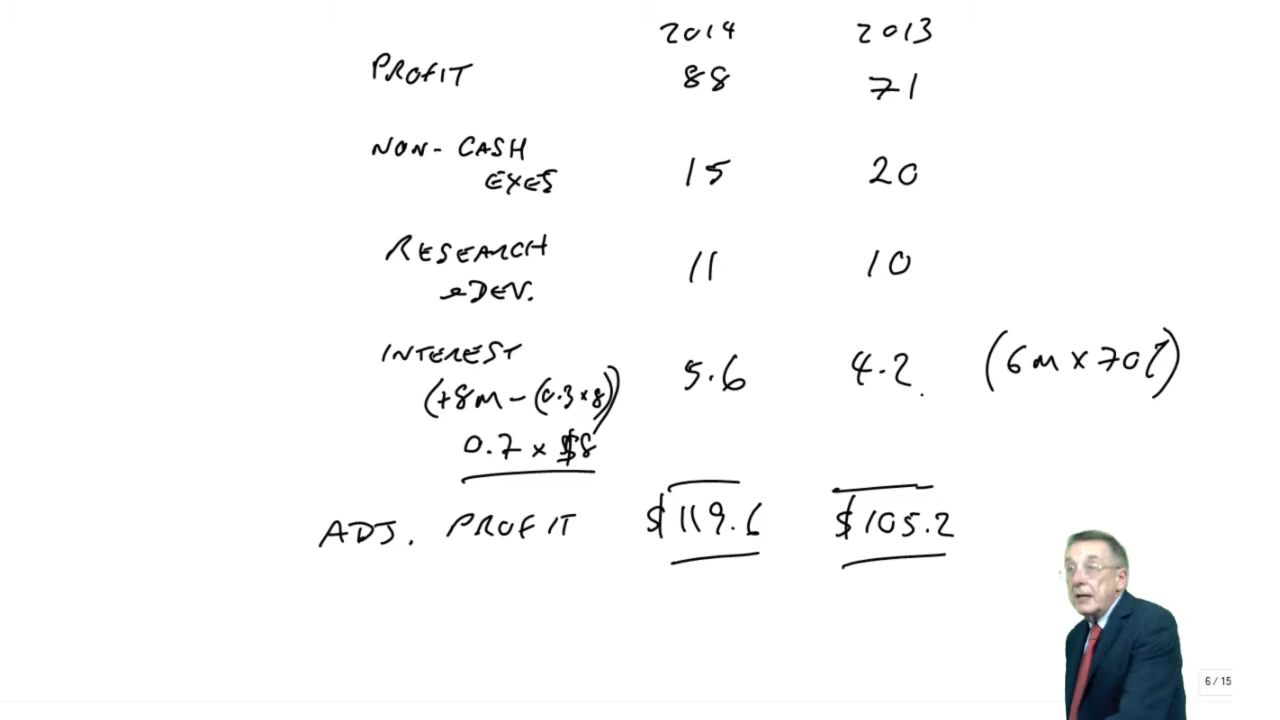 2014 2013
PROFIT 88 71
NON-CASH 15 20
EXES
RESEARCH 11 10
& DEV.
INTEREST 5.6 4.2 (6m × 70%)
(+8m - (0.3 × 8))
0.7 × $8
ADJ. PROFIT $119.6 $105.2
6 / 15